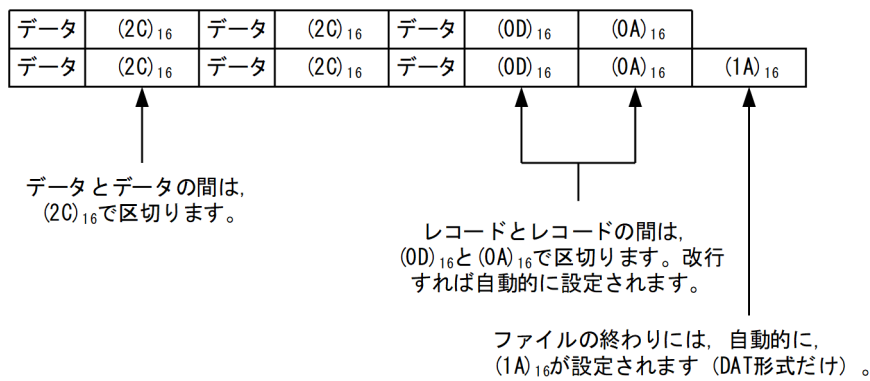 データ (2C)16 データ (2C)16 データ (0D)16 (0A)16
データ (2C)16 データ (2C)16 データ (0D)16 (0A)16 (1A)16
データとデータの間は,
(2C)16で区切ります。
レコードとレコードの間は,
(0D)16と(0A)16で区切ります。改行
すれば自動的に設定されます。
ファイルの終わりには, 自動的に,
(1A)16が設定されます（DAT形式だけ）。